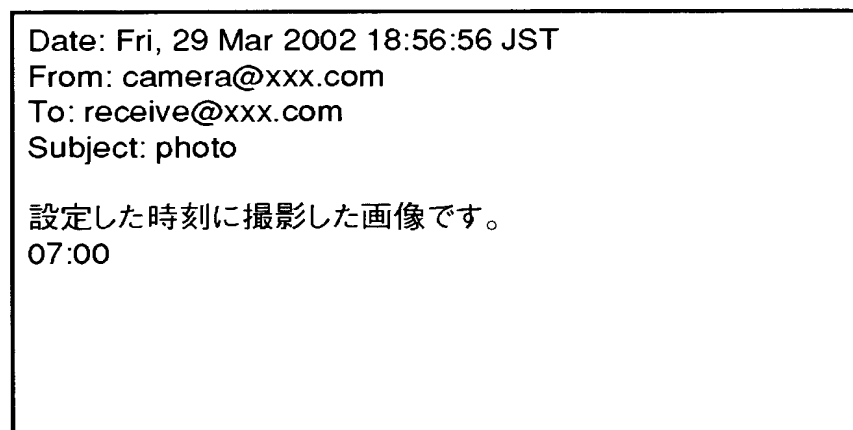 Date: Fri, 29 Mar 2002 18:56:56 JST
From: camera@xxx.com
To: receive@xxx.com
Subject: photo
設定した時刻に撮影した画像です。
07:00